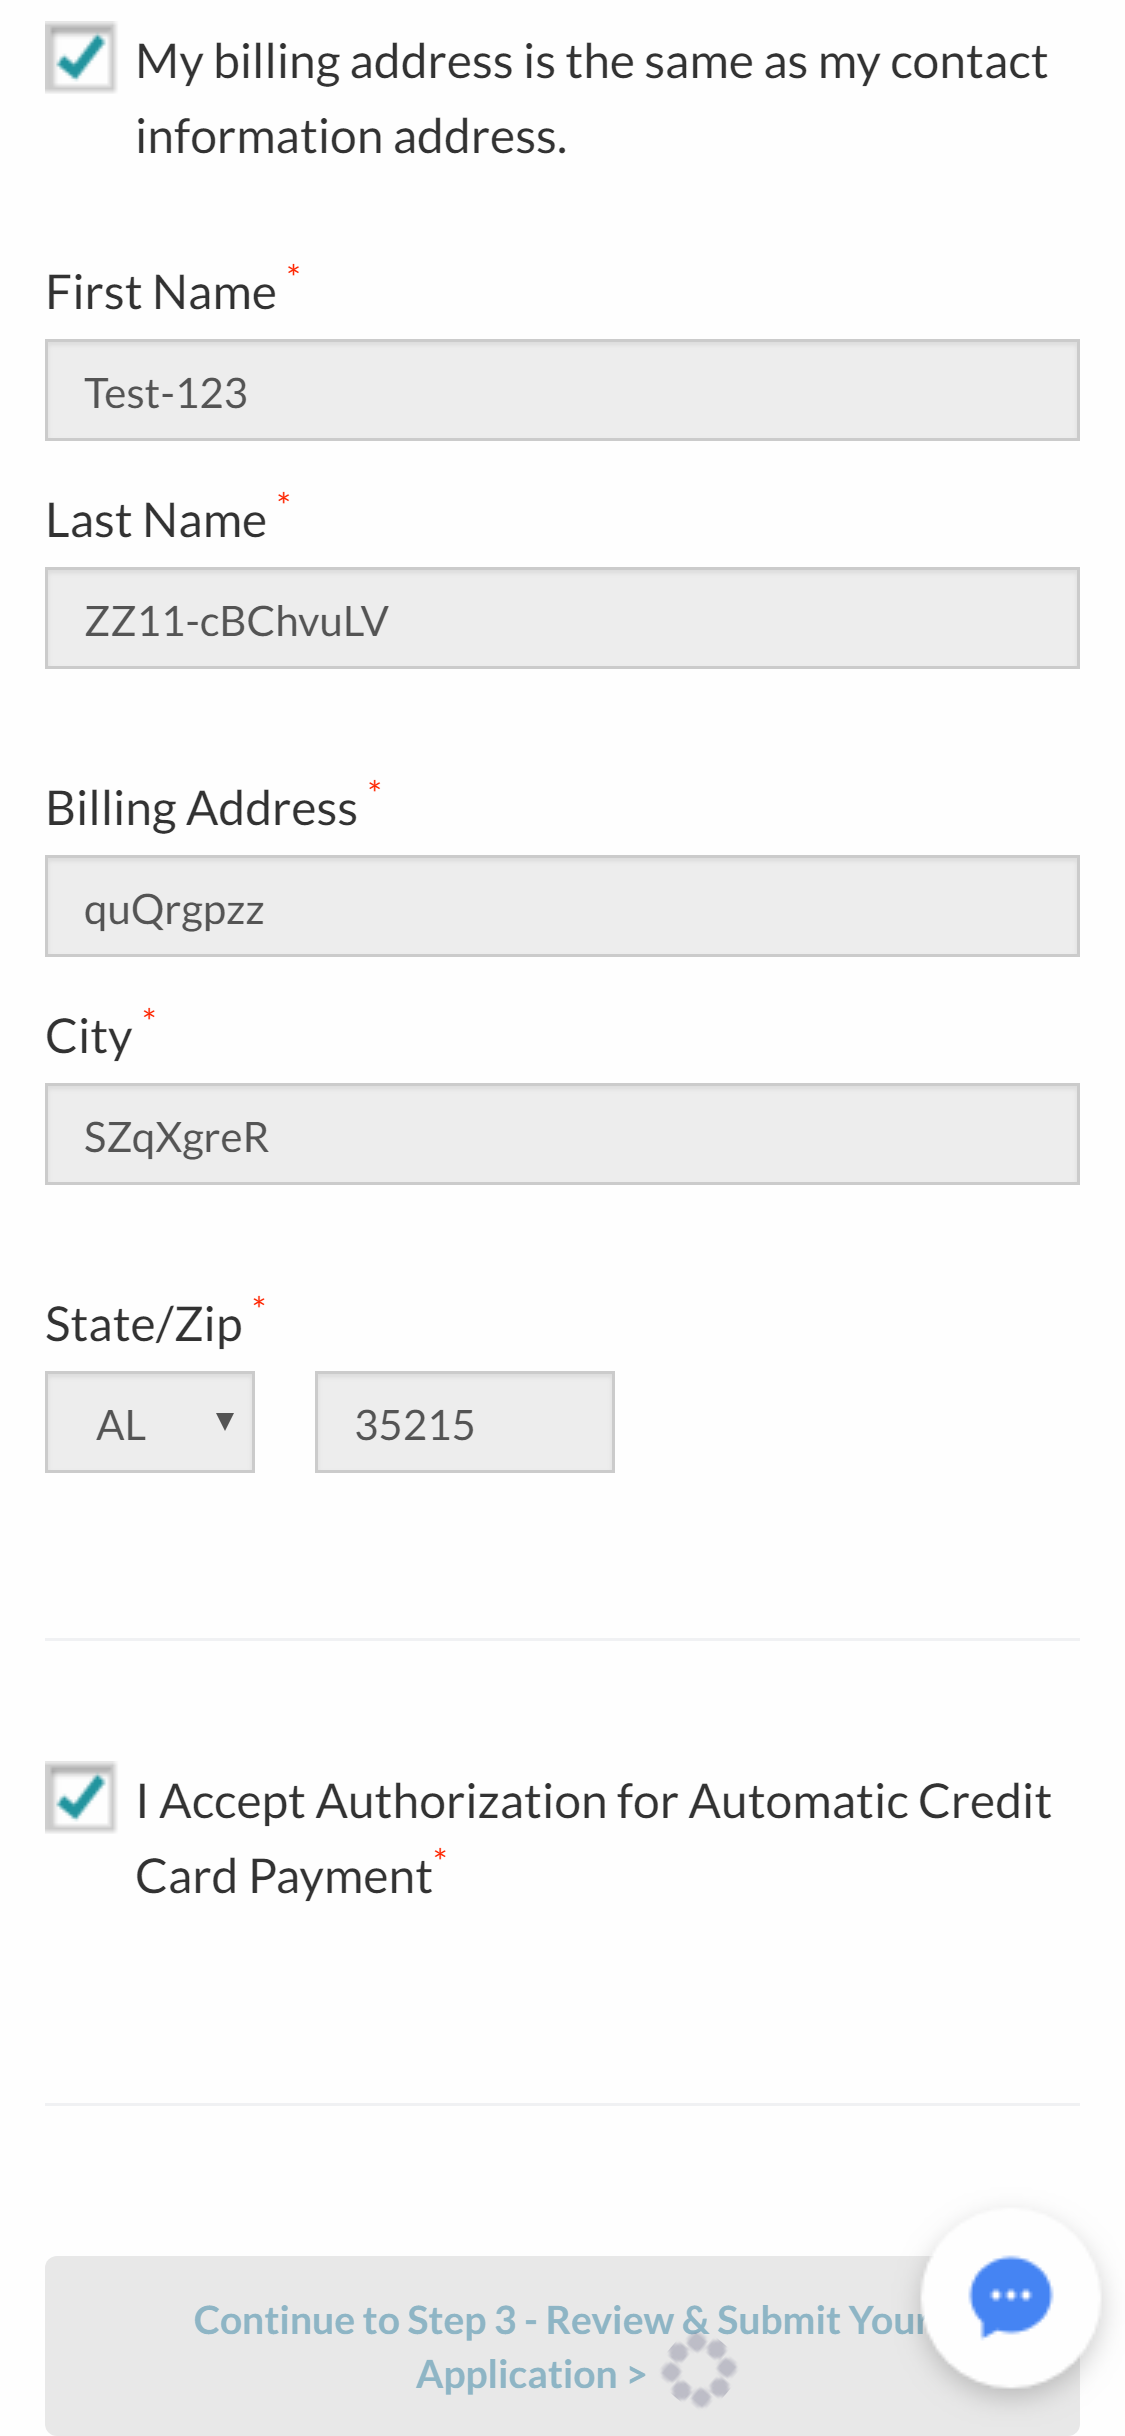 My billing address is the same as my contact
information address.
First Name *
Test-123
Last Name *
ZZ11-cBChvuLV
Billing Address *
quQrgpzz
City *
SZqXgreR
State/Zip *
AL ▼ 35215
I Accept Authorization for Automatic Credit
Card Payment*
Continue to Step 3 - Review & Submit Your
Application >